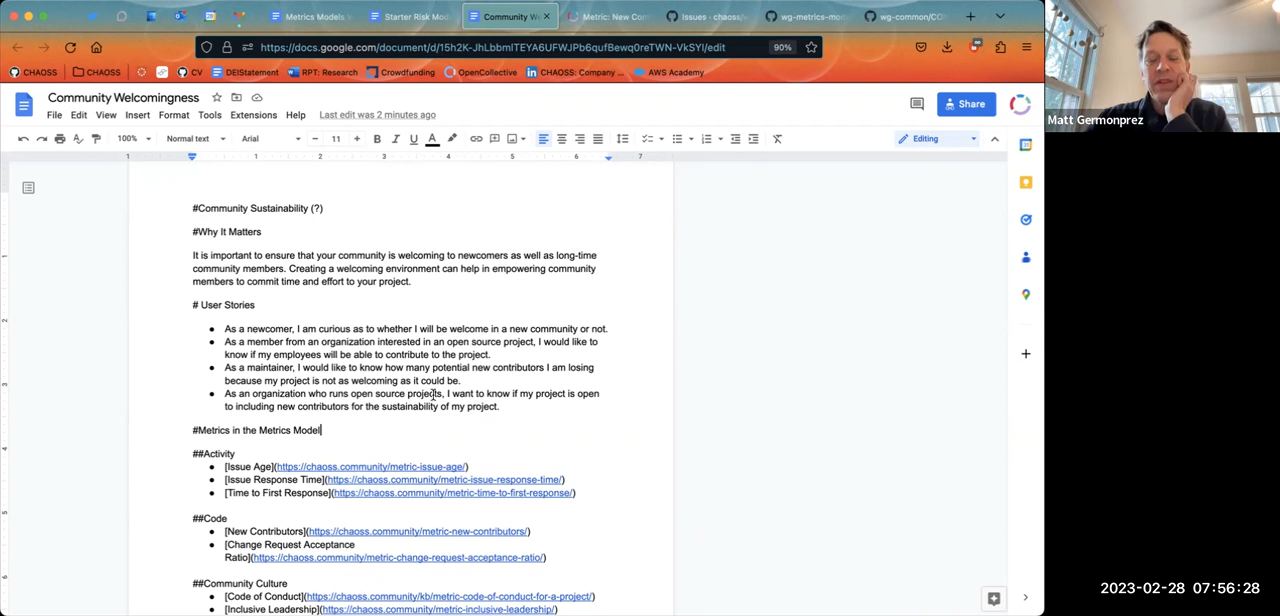 Metrics Models
Starter Risk Mod
Community We
Metric: New Con
Issues · chaoss/
wg-metrics-mod
wg-common/CO
https://docs.google.com/document/d/15h2K-JhLbbmlTEYA6UFWJPb6qufBewq0reTWN-VkSYI/edit
90%
CHAOSS
CHAOSS
CV
DEIStatement
RPT: Research
Crowdfunding
OpenCollective
CHAOSS: Company ...
AWS Academy
Matt Germonprez
Community Welcomingness
File Edit View Insert Format Tools Extensions Help Last edit was 2 minutes ago
Share
100% Normal text Arial 11 B I U A Editing
1 1 2 3 4 5 6 7
#Community Sustainability (?)
#Why It Matters
It is important to ensure that your community is welcoming to newcomers as well as long-time
community members. Creating a welcoming environment can help in empowering community
members to commit time and effort to your project.
# User Stories
As a newcomer, I am curious as to whether I will be welcome in a new community or not.
As a member from an organization interested in an open source project, I would like to
know if my employees will be able to contribute to the project.
As a maintainer, I would like to know how many potential new contributors I am losing
because my project is not as welcoming as it could be.
As an organization who runs open source projects, I want to know if my project is open
to including new contributors for the sustainability of my project.
#Metrics in the Metrics Model
##Activity
[Issue Age](https://chaoss.community/metric-issue-age/)
[Issue Response Time](https://chaoss.community/metric-issue-response-time/)
[Time to First Response](https://chaoss.community/metric-time-to-first-response/)
##Code
[New Contributors](https://chaoss.community/metric-new-contributors/)
[Change Request Acceptance
Ratio](https://chaoss.community/metric-change-request-acceptance-ratio/)
##Community Culture
[Code of Conduct](https://chaoss.community/kb/metric-code-of-conduct-for-a-project/)
[Inclusive Leadership](https://chaoss.community/metric-inclusive-leadership/)
2023-02-28 07:56:28